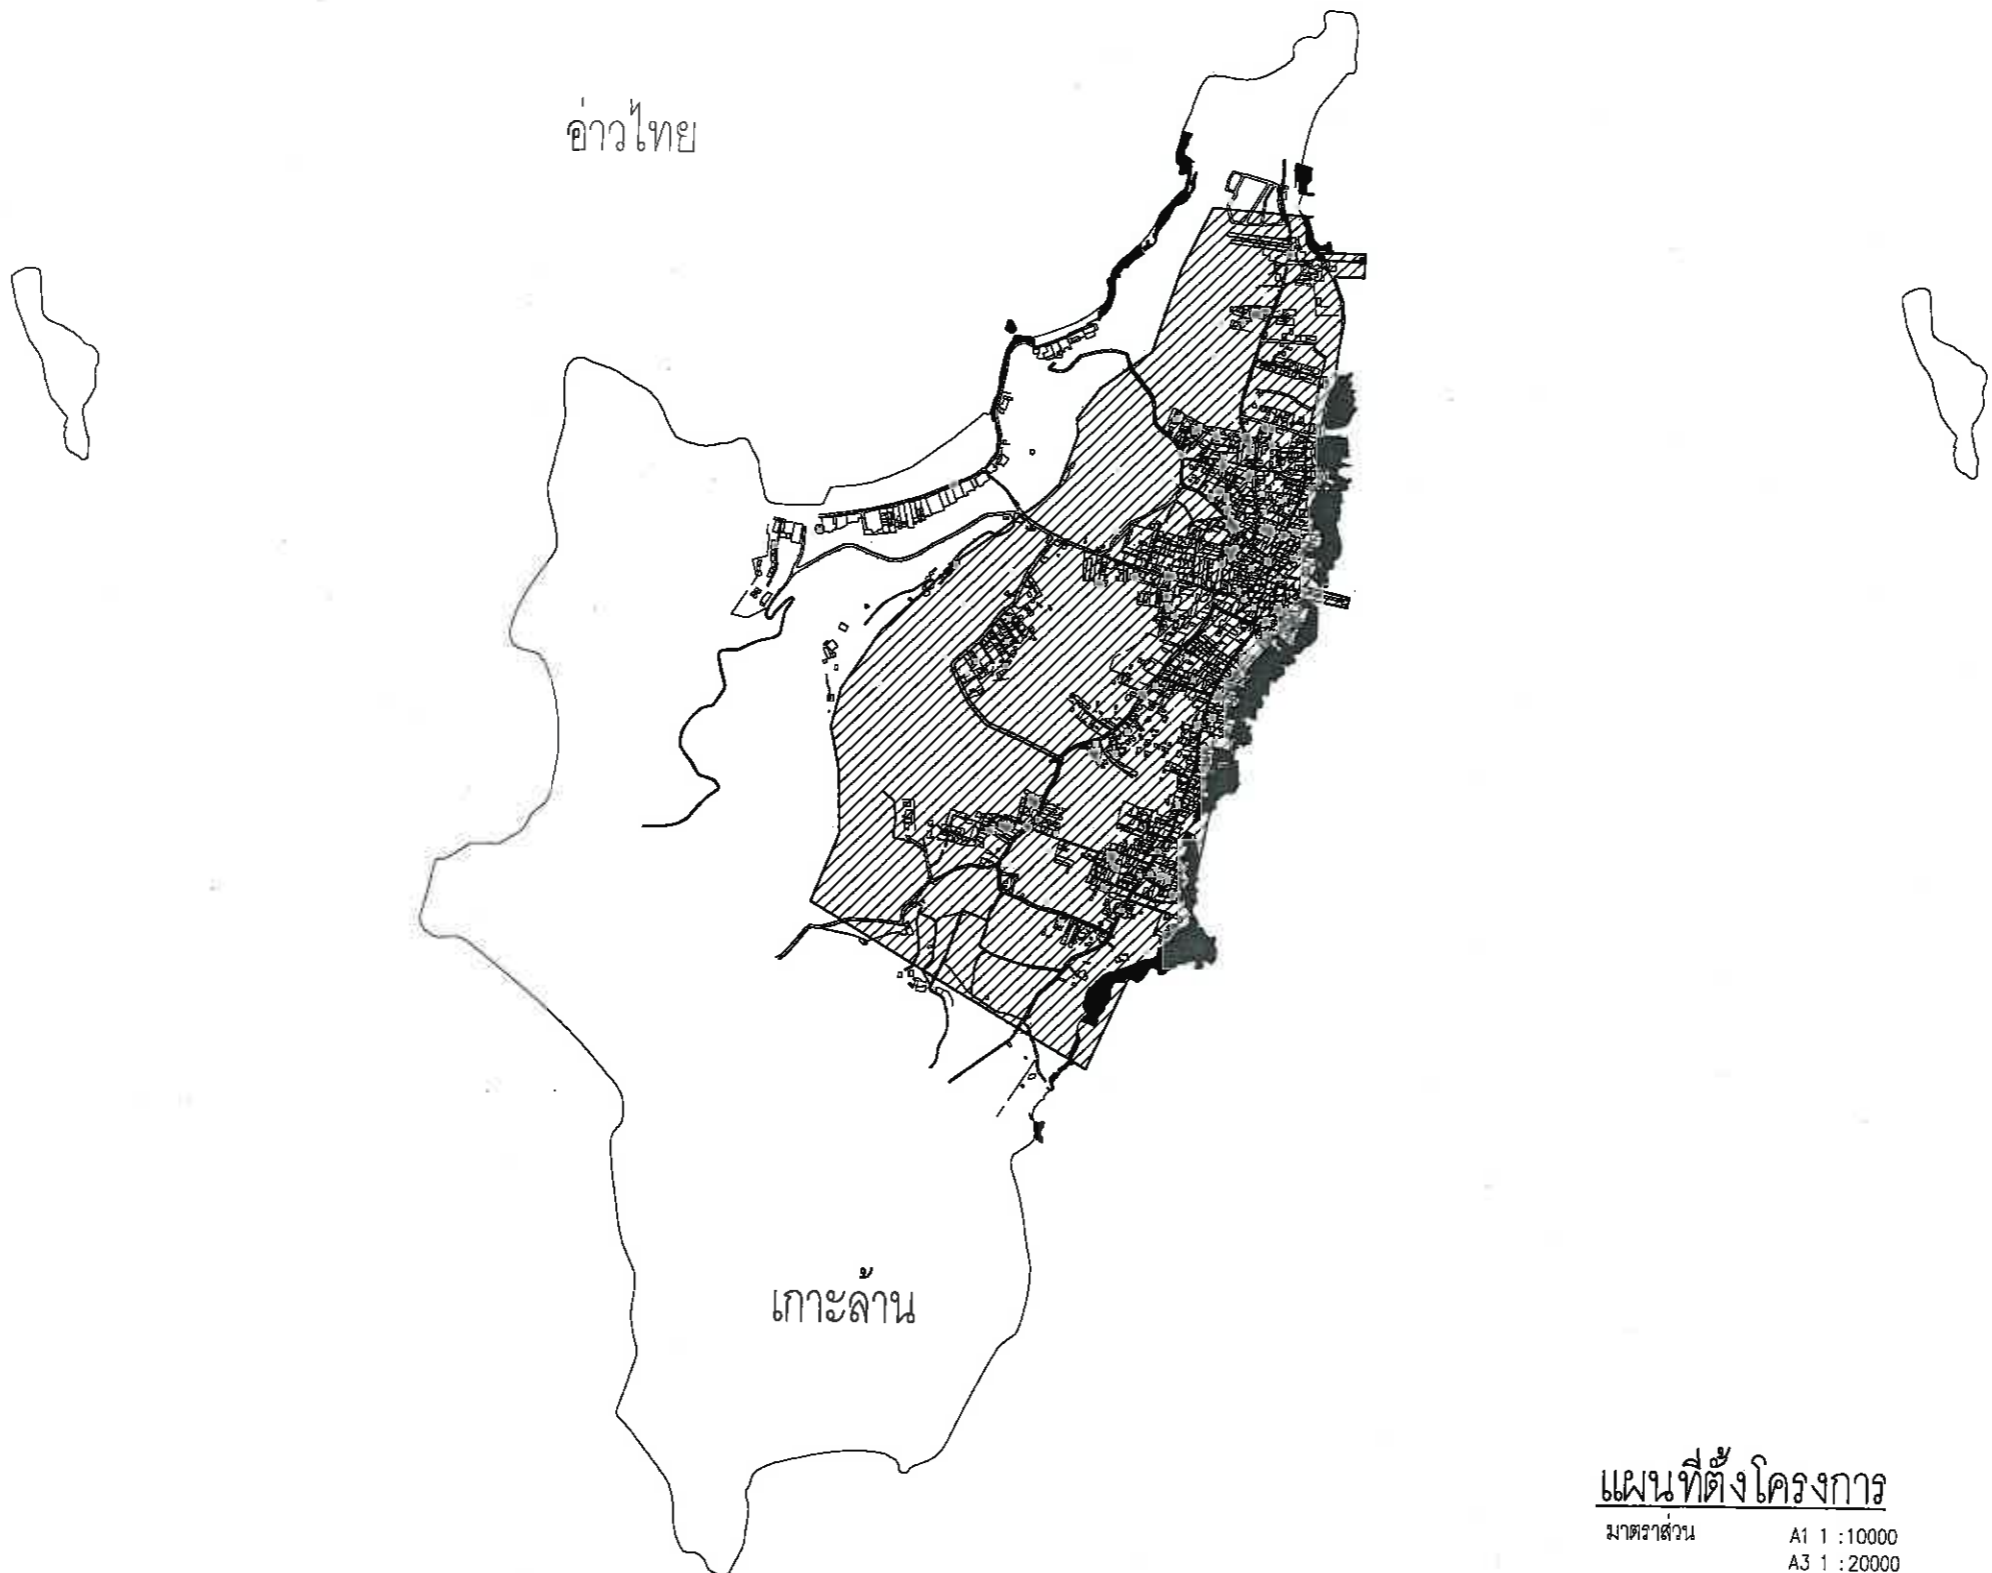 อ่าวไทย
เกาะล้าน
แผนที่ตั้งโครงการ
มาตราส่วน A1 1 :10000
A3 1 :20000